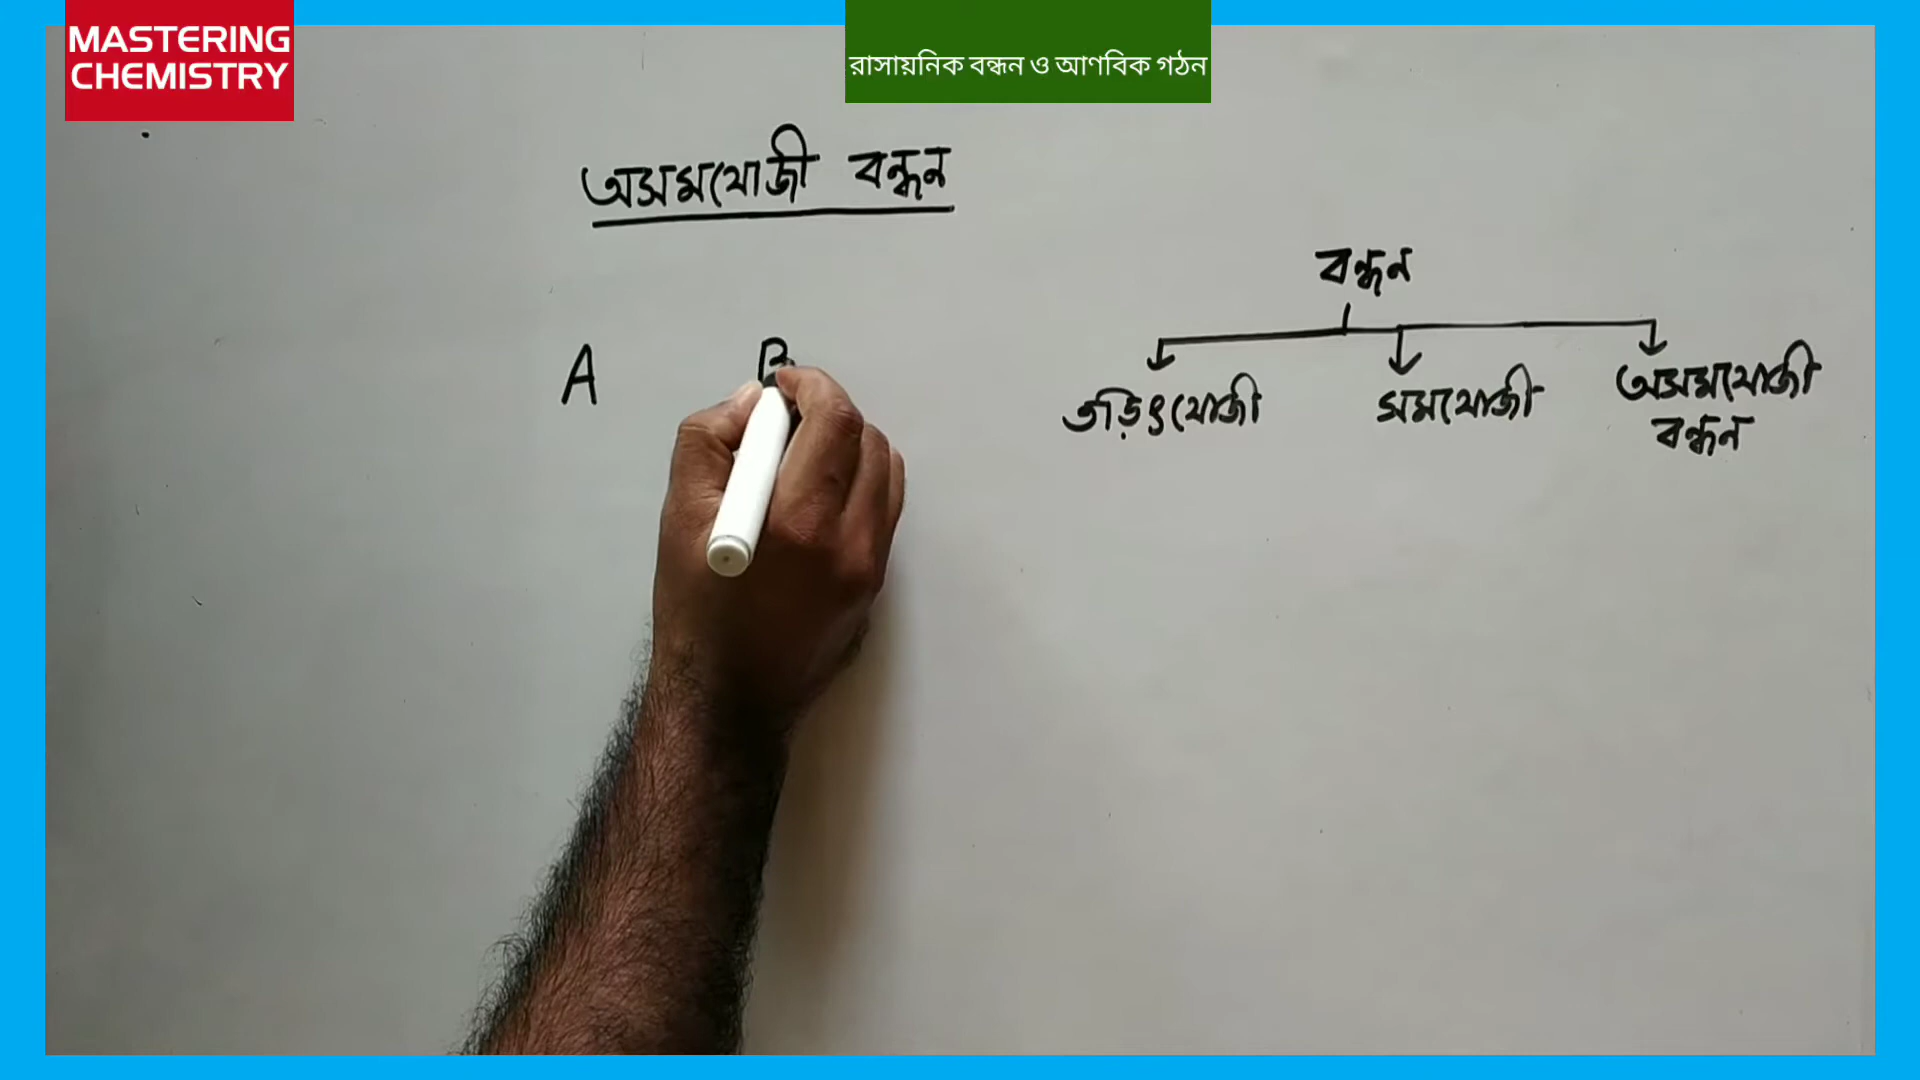 MASTERING
CHEMISTRY
রাসায়নিক বন্ধন ও আণবিক গঠন
অসমযোজী বন্ধন
বন্ধন
A B
তড়িৎযোজী সমযোজী অসমযোজী
বন্ধন